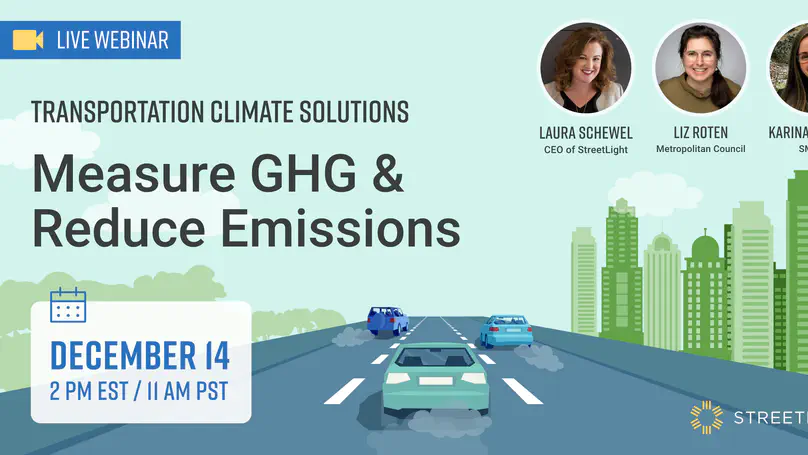 LIVE WEBINAR
TRANSPORTATION CLIMATE SOLUTIONS
Measure GHG &
Reduce Emissions
DECEMBER 14
2 PM EST / 11 AM PST
LAURA SCHEWEL
CEO of StreetLight
LIZ ROTEN
Metropolitan Council
KARINA